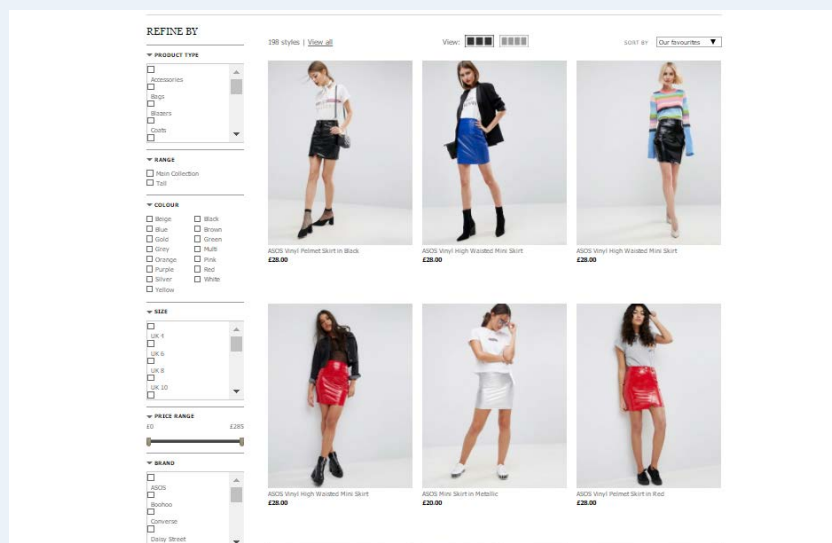 REFINE BY
PRODUCT TYPE
Accessories
Bags
Blazers
Coats
RANGE
Main Collection
Tall
COLOUR
Beige Black
Blue Brown
Gold Green
Grey Multi
Orange Pink
Purple Red
Silver White
Yellow
SIZE
UK 4
UK 6
UK 8
UK 10
PRICE RANGE
£0 £285
BRAND
ASOS
Boohoo
Converse
Daisy Street
198 styles | View all
View:
SORT BY Our favourites
ASOS Vinyl Pelmet Skirt in Black
£28.00
ASOS Vinyl High Waisted Mini Skirt
£28.00
ASOS Vinyl High Waisted Mini Skirt
£28.00
ASOS Vinyl High Waisted Mini Skirt
£28.00
ASOS Mini Skirt in Metallic
£20.00
ASOS Vinyl Pelmet Skirt in Red
£28.00